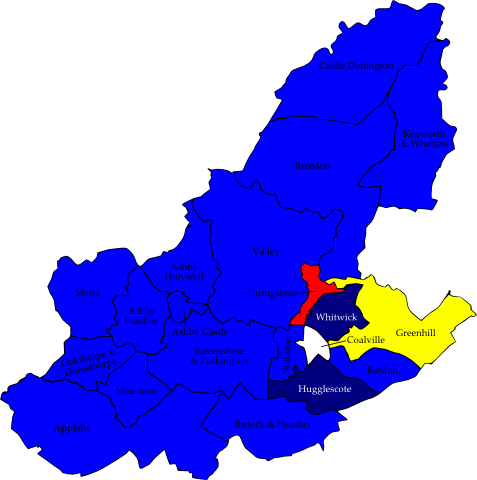 Castle Donington
Kegworth
& Whatton
Breedon
Valley
Ashby
Holywell
Moira
Thringstone
Ashby
Ivanhoe
Whitwick
Ashby Castle
Greenhill
Coalville
Snibston
Ravenstone
& Packington
Oakthorpe &
Donisthorpe
Bardon
Measham
Hugglescote
Appleby
Ibstock & Heather